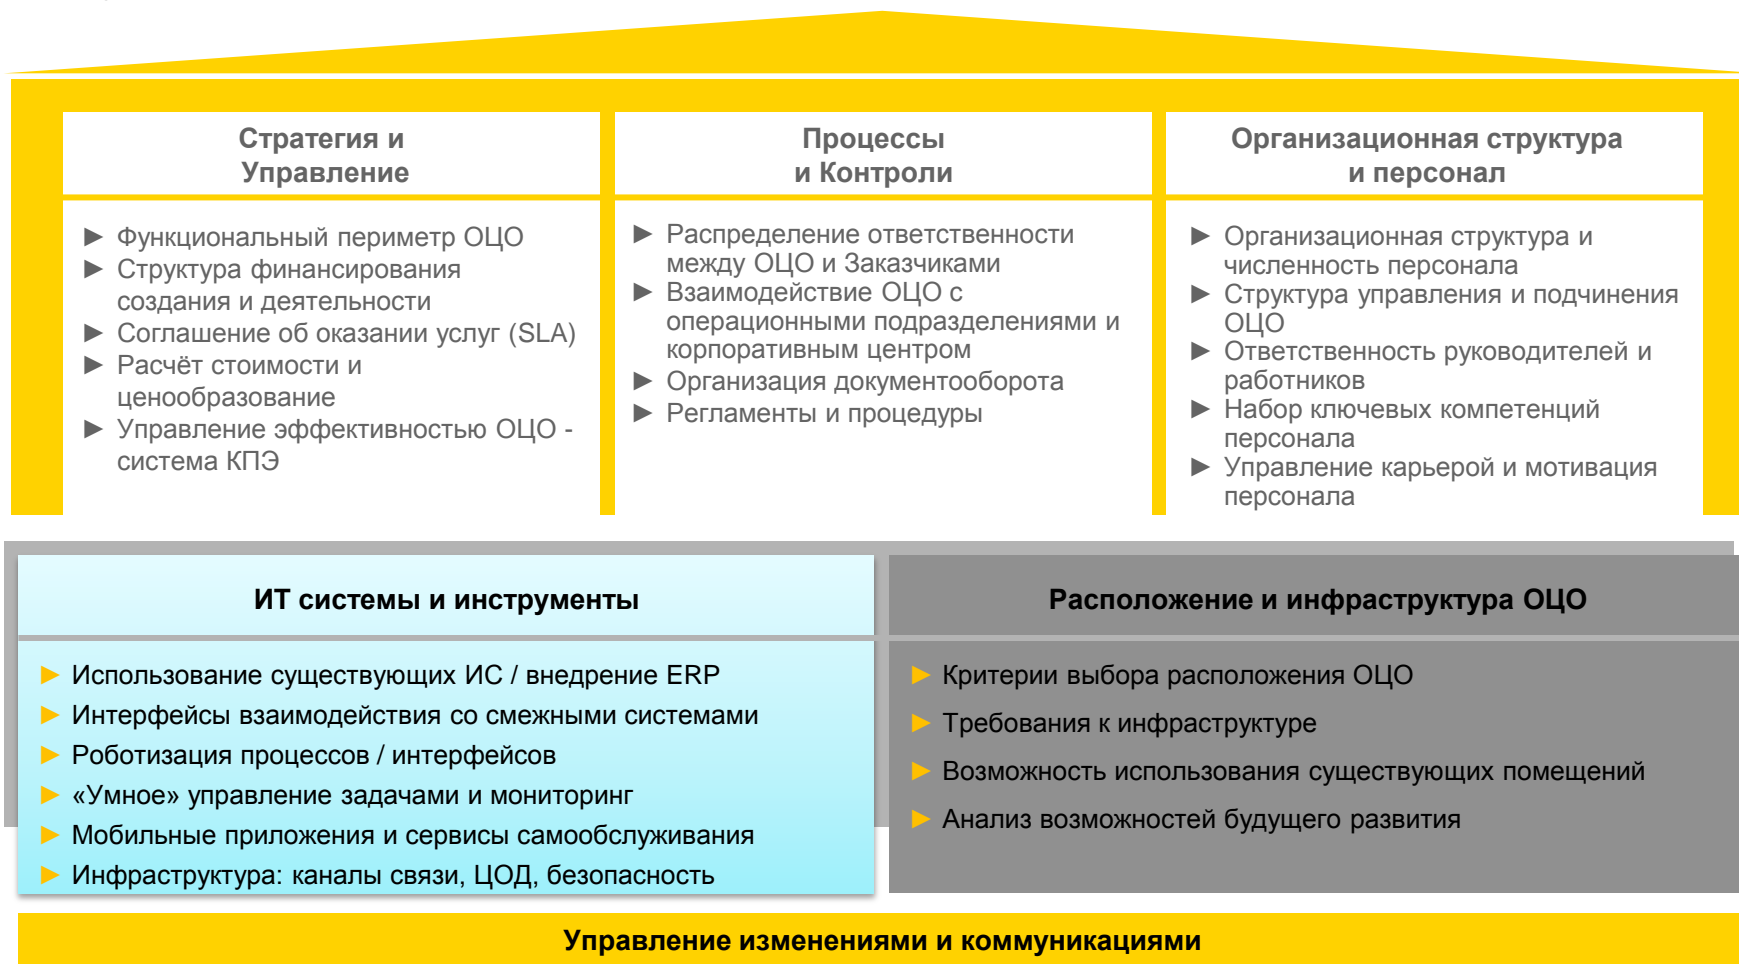 Стратегия и
Управление
► Функциональный периметр ОЦО
► Структура финансирования
создания и деятельности
► Соглашение об оказании услуг (SLA)
► Расчёт стоимости и
ценообразование
► Управление эффективностью ОЦО -
система КПЭ
Процессы
и Контроли
► Распределение ответственности
между ОЦО и Заказчиками
► Взаимодействие ОЦО с
операционными подразделениями и
корпоративным центром
► Организация документооборота
► Регламенты и процедуры
Организационная структура
и персонал
► Организационная структура и
численность персонала
► Структура управления и подчинения
ОЦО
► Ответственность руководителей и
работников
► Набор ключевых компетенций
персонала
► Управление карьерой и мотивация
персонала
ИТ системы и инструменты
► Использование существующих ИС / внедрение ERP
► Интерфейсы взаимодействия со смежными системами
► Роботизация процессов / интерфейсов
► «Умное» управление задачами и мониторинг
► Мобильные приложения и сервисы самообслуживания
► Инфраструктура: каналы связи, ЦОД, безопасность
Расположение и инфраструктура ОЦО
► Критерии выбора расположения ОЦО
► Требования к инфраструктуре
► Возможность использования существующих помещений
► Анализ возможностей будущего развития
Управление изменениями и коммуникациями